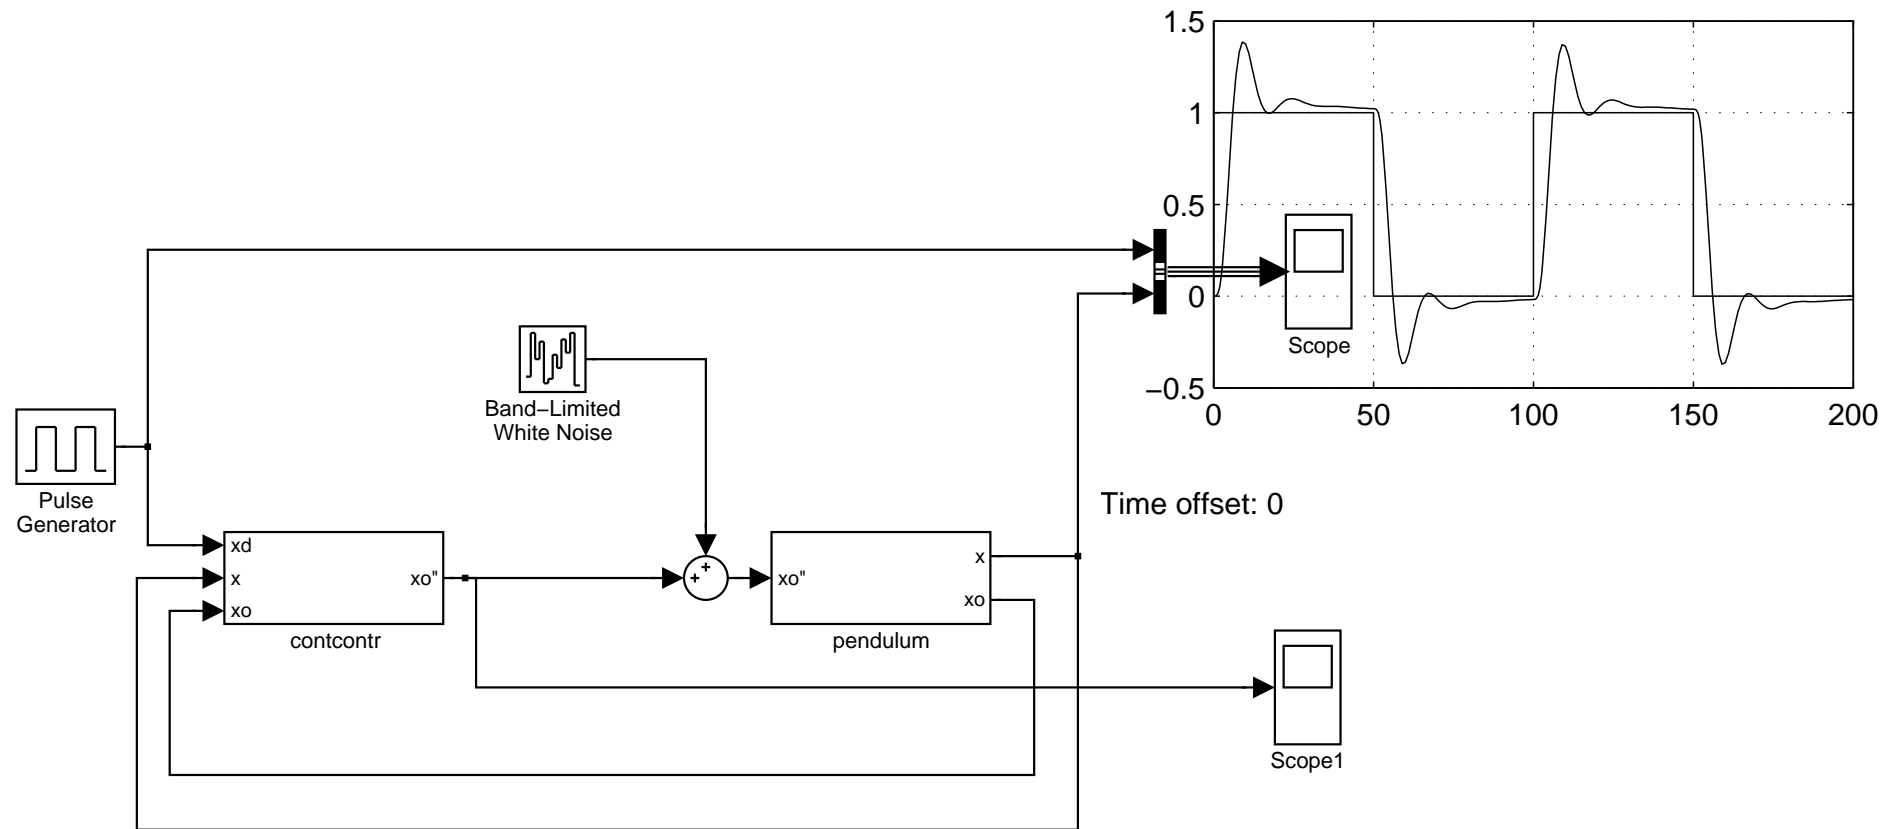 1.5
1
0.5
0
−0.5
0
50
100
150
200
Scope
Time offset: 0
Band−Limited
White Noise
Pulse
Generator
xd
x
xo
xo"
contcontr
+
+
xo"
x
xo
pendulum
Scope1